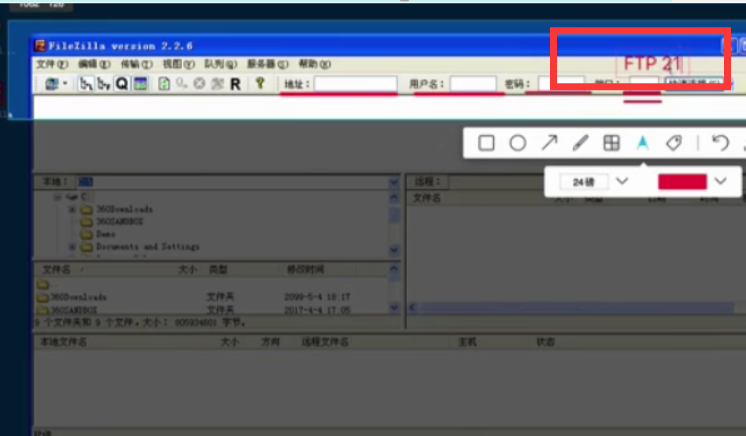 FileZilla version 2.2.6
文件(F) 编辑(E) 传输(T) 视图(V) 队列(Q) 服务器(S) 帮助(H)
FTP 21
地址： 用户名： 密码：
24磅
本地： 远程：
C:
360Downloads
360SANDBOX
Demo
Documents and Settings
文件名
文件名 大小 类型 修改时间
..
360Downloads 文件夹 2099-5-4 18:17
360SANDBOX 文件夹 2017-4-4 17:05
9 个文件夹和 9 个文件，大小： 805934601 字节。
本地文件名 大小 方向 远程文件名 主机 状态